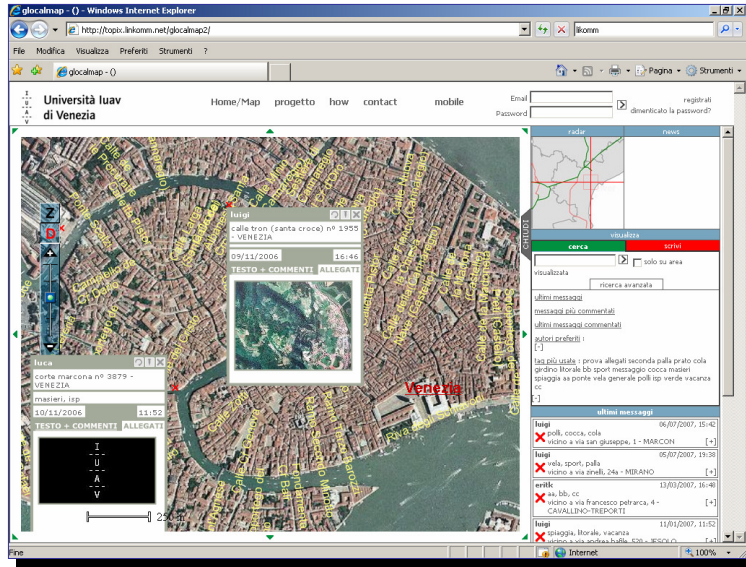 glocalmap - () - Windows Internet Explorer
http://topix.linkomm.net/glocalmap2/
likomm
File Modifica Visualizza Preferiti Strumenti ?
glocalmap - ()
Pagina Strumenti
I U A V
Università Iuav
di Venezia
Home/Map progetto how contact mobile
Email
Password
registrati
dimenticato la password?
radar news
CHIUDI
visualizza
cerca scrivi
solo su area
visualizzata
ricerca avanzata
ultimi messaggi
messaggi più commentati
ultimi messaggi commentati
autori preferiti :
[-]
tag più usate : prova allegati seconda palla prato cola
girdino litorale bb sport messaggio cocca masieri
spiaggia aa ponte vela generale polli isp verde vacanza
cc
[-]
ultimi messaggi
luigi 06/07/2007, 15:42
polli, cocca, cola
vicino a via san giuseppe, 1 - MARCON [+]
luigi 05/07/2007, 19:38
vela, sport, palla
vicino a via zinelli, 24a - MIRANO [+]
eritk 13/03/2007, 16:48
aa, bb, cc
vicino a via francesco petrarca, 4 -
CAVALLINO-TREPORTI [+]
luigi 11/01/2007, 11:52
spiaggia, litorale, vacanza
vicino a via andrea bafile, 520 - JESOLO [+]
Z
D
luigi
calle tron (santa croce) nº 1955
- VENEZIA
09/11/2006 16:46
TESTO + COMMENTI ALLEGATI
luca
corte marcona nº 3879 -
VENEZIA
masieri, isp
10/11/2006 11:52
TESTO + COMMENTI ALLEGATI
I
U
A
V
Venezia
250 m
Fine
Internet
100%